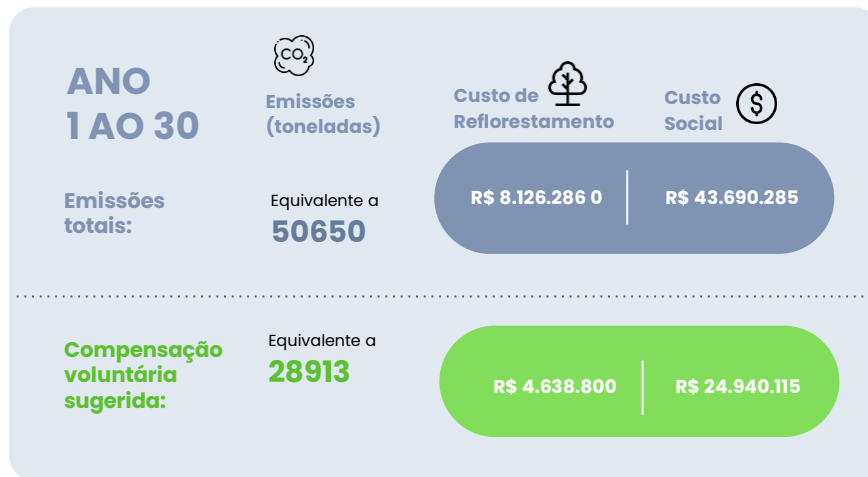 ANO
1 AO 30
CO2
Emissões
(toneladas)
Custo de
Reflorestamento
Custo
Social
$
Emissões
totais:
Equivalente a
50650
R$ 8.126.286 0
R$ 43.690.285
Compensação
voluntária
sugerida:
Equivalente a
28913
R$ 4.638.800
R$ 24.940.115